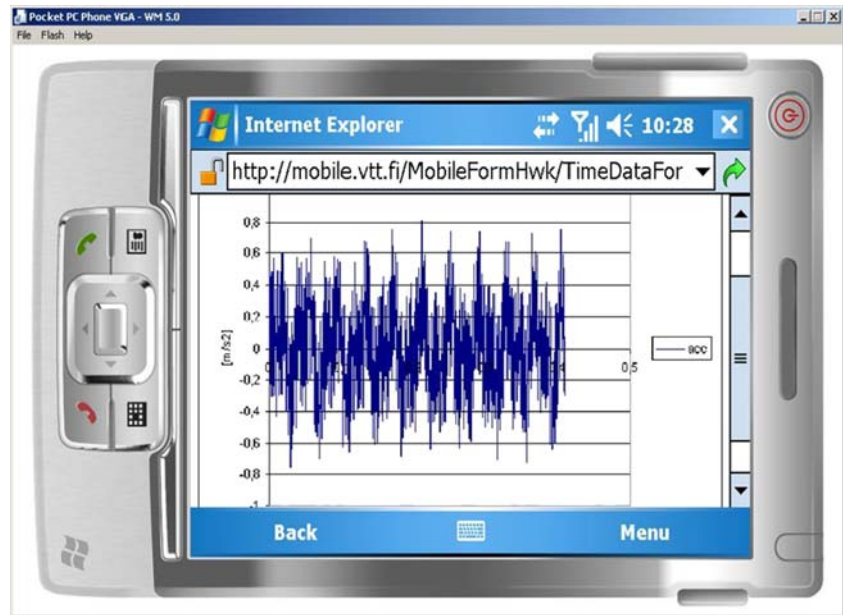 Pocket PC Phone VGA - WM 5.0
File Flash Help
Internet Explorer 10:28
http://mobile.vtt.fi/MobileFormHwk/TimeDataFor
0,8
0,6
0,4
0,2
0
-0,2
-0,4
-0,6
-0,8
-1
[m/s2]
0,5
acc
Back Menu